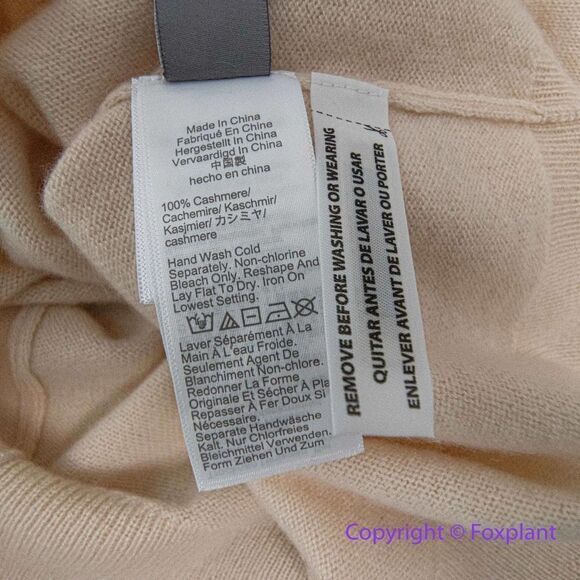 Made In China
Fabriqué En Chine
Hergestellt In China
Vervaardigd In China
中国製
hecho en china
100% Cashmere/
Cachemire/ Kaschmir/
Kasjmier/ カシミヤ/
cashmere
Hand Wash Cold
Separately, Non-chlorine
Bleach Only. Reshape And
Lay Flat To Dry. Iron On
Lowest Setting.
Laver Séparément À La
Main À L'eau Froide.
Seulement Agent De
Blanchiment Non-chlore.
Redonner La Forme
Originale Et Sécher À Pla
Repasser À Fer Doux Si
Nécessaire.
Separate Handwäsche
Kalt. Nur Chlorfreies
Bleichmittel Verwenden.
Form Ziehen Und Zum
REMOVE BEFORE WASHING OR WEARING
QUITAR ANTES DE LAVAR O USAR
ENLEVER AVANT DE LAVER OU PORTER
Copyright © Foxplant